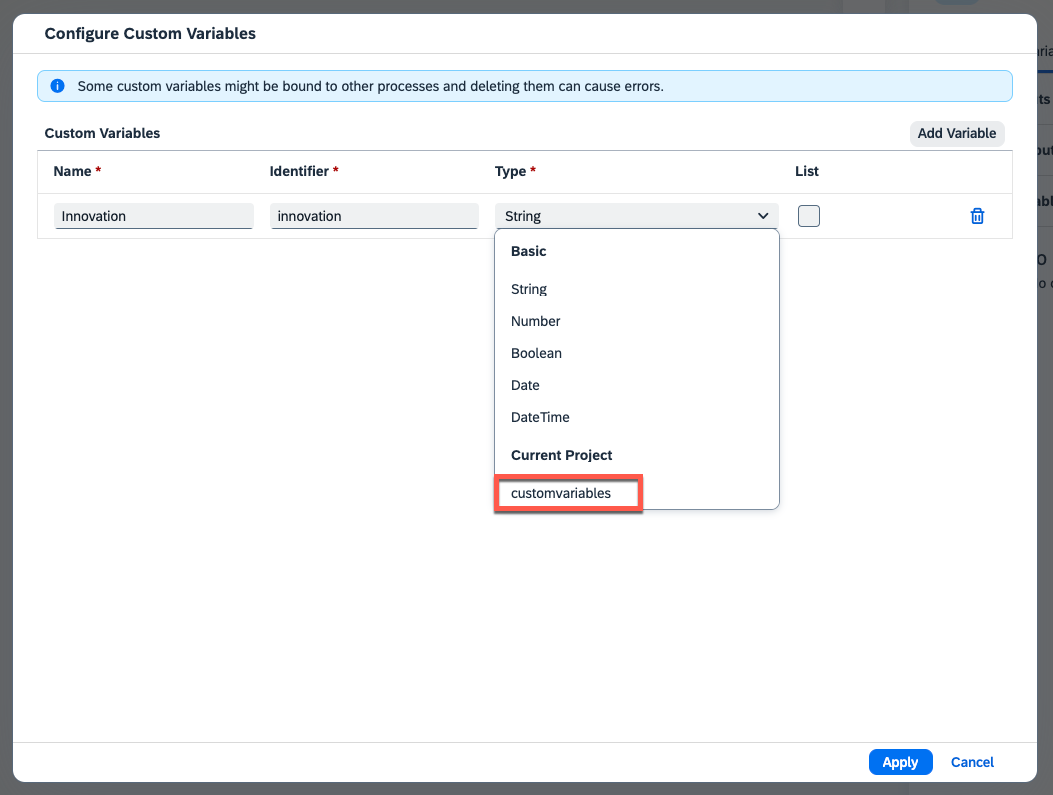 Configure Custom Variables
Some custom variables might be bound to other processes and deleting them can cause errors.
Custom Variables
Add Variable
Name * Identifier * Type * List
Innovation innovation String
Basic
String
Number
Boolean
Date
DateTime
Current Project
customvariables
Apply Cancel